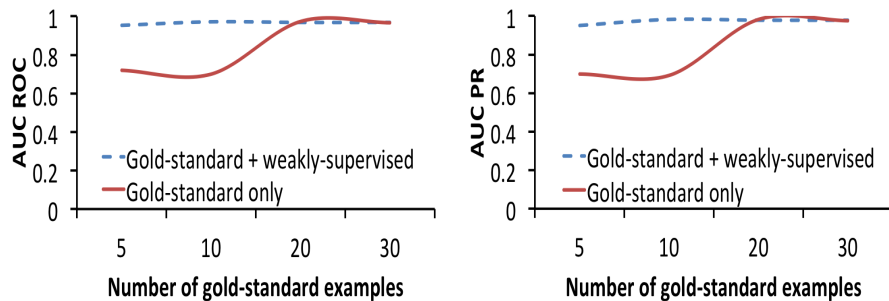 AUC ROC
1
0.8
0.6
0.4
0.2
0
Gold-standard + weakly-supervised
Gold-standard only
5 10 20 30
Number of gold-standard examples
AUC PR
1
0.8
0.6
0.4
0.2
0
Gold-standard + weakly-supervised
Gold-standard only
5 10 20 30
Number of gold-standard examples